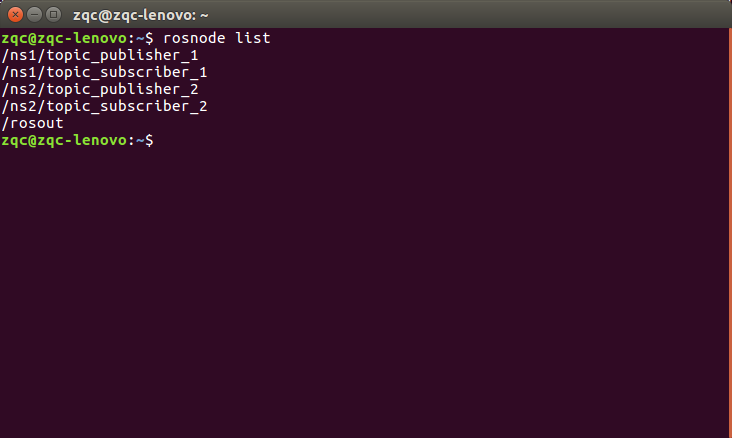 zqc@zqc-lenovo: ~
zqc@zqc-lenovo:~$ rosnode list
/ns1/topic_publisher_1
/ns1/topic_subscriber_1
/ns2/topic_publisher_2
/ns2/topic_subscriber_2
/rosout
zqc@zqc-lenovo:~$